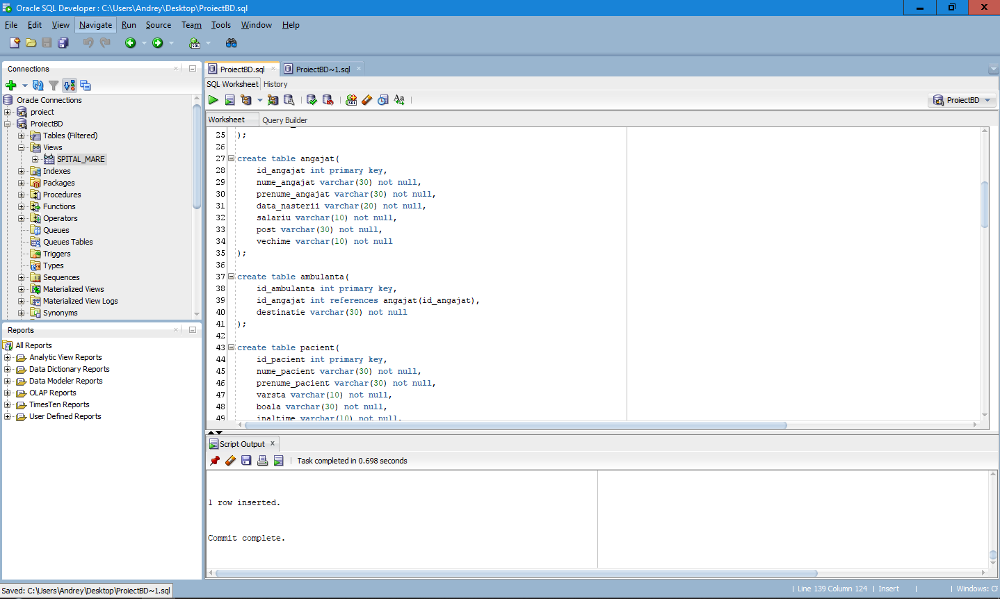 Oracle SQL Developer : C:\Users\Andrey\Desktop\ProiectBD.sql
File Edit View Navigate Run Source Team Tools Window Help
Connections
Oracle Connections
proiect
ProiectBD
Tables (Filtered)
Views
SPITAL_MARE
Indexes
Packages
Procedures
Functions
Operators
Queues
Queues Tables
Triggers
Types
Sequences
Materialized Views
Materialized View Logs
Synonyms
Reports
All Reports
Analytic View Reports
Data Dictionary Reports
Data Modeler Reports
OLAP Reports
TimesTen Reports
User Defined Reports
ProiectBD.sql ProiectBD~1.sql
SQL Worksheet History
ProiectBD
Worksheet Query Builder
25 );
26
27 create table angajat(
28 id_angajat int primary key,
29 nume_angajat varchar(30) not null,
30 prenume_angajat varchar(30) not null,
31 data_nasterii varchar(20) not null,
32 salariu varchar(10) not null,
33 post varchar(30) not null,
34 vechime varchar(10) not null
35 );
36
37 create table ambulanta(
38 id_ambulanta int primary key,
39 id_angajat int references angajat(id_angajat),
40 destinatie varchar(30) not null
41 );
42
43 create table pacient(
44 id_pacient int primary key,
45 nume_pacient varchar(30) not null,
46 prenume_pacient varchar(30) not null,
47 varsta varchar(10) not null,
48 boala varchar(30) not null,
49 inaltime varchar(10) not null,
Script Output
Task completed in 0.698 seconds
1 row inserted.
Commit complete.
Saved: C:\Users\Andrey\Desktop\ProiectBD~1.sql
Line 139 Column 124 Insert Windows: CF